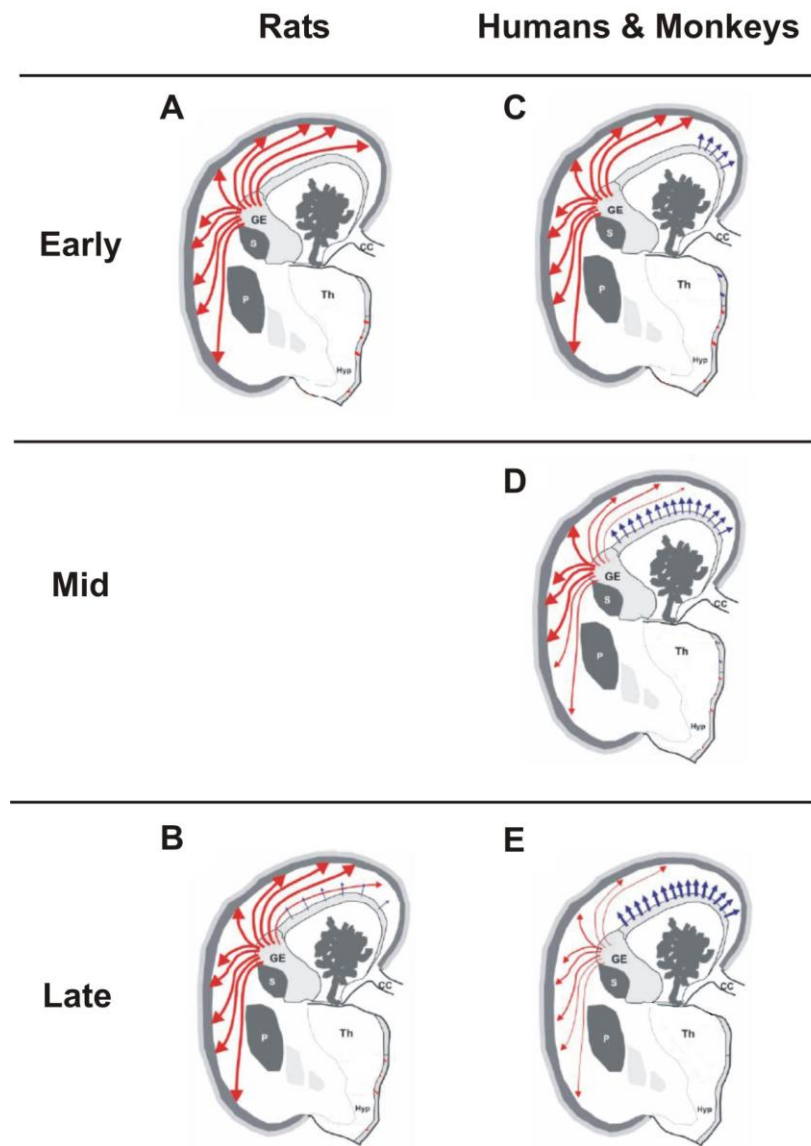 Rats Humans & Monkeys
A C
Early
GE S P Th Hyp CC
GE S P Th Hyp CC
D
Mid
GE S P Th Hyp CC
B E
Late
GE S P Th Hyp CC
GE S P Th Hyp CC